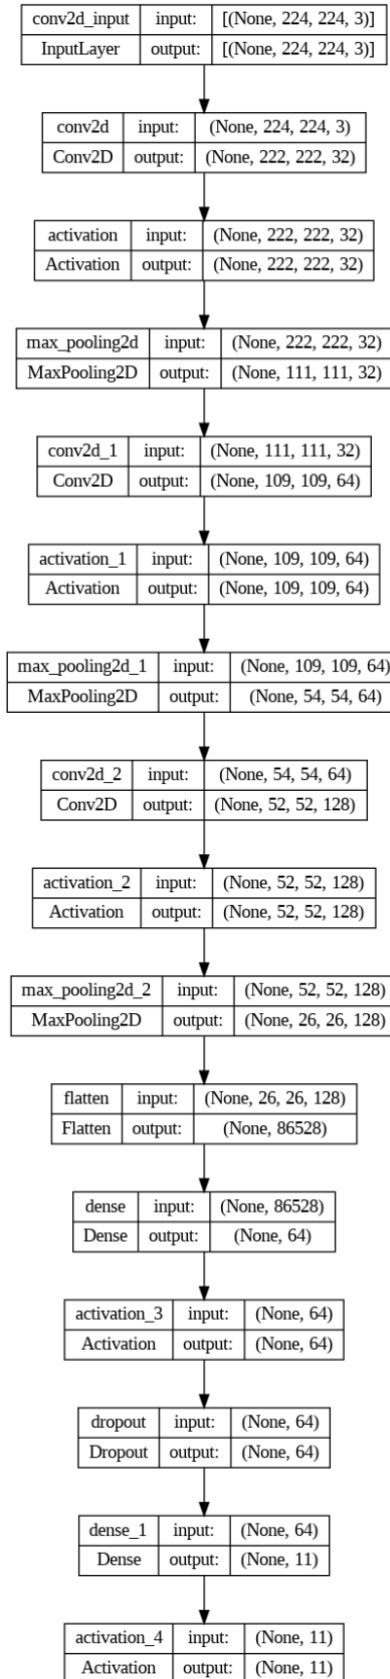 conv2d_input input: [(None, 224, 224, 3)]
InputLayer output: [(None, 224, 224, 3)]
conv2d input: (None, 224, 224, 3)
Conv2D output: (None, 222, 222, 32)
activation input: (None, 222, 222, 32)
Activation output: (None, 222, 222, 32)
max_pooling2d input: (None, 222, 222, 32)
MaxPooling2D output: (None, 111, 111, 32)
conv2d_1 input: (None, 111, 111, 32)
Conv2D output: (None, 109, 109, 64)
activation_1 input: (None, 109, 109, 64)
Activation output: (None, 109, 109, 64)
max_pooling2d_1 input: (None, 109, 109, 64)
MaxPooling2D output: (None, 54, 54, 64)
conv2d_2 input: (None, 54, 54, 64)
Conv2D output: (None, 52, 52, 128)
activation_2 input: (None, 52, 52, 128)
Activation output: (None, 52, 52, 128)
max_pooling2d_2 input: (None, 52, 52, 128)
MaxPooling2D output: (None, 26, 26, 128)
flatten input: (None, 26, 26, 128)
Flatten output: (None, 86528)
dense input: (None, 86528)
Dense output: (None, 64)
activation_3 input: (None, 64)
Activation output: (None, 64)
dropout input: (None, 64)
Dropout output: (None, 64)
dense_1 input: (None, 64)
Dense output: (None, 11)
activation_4 input: (None, 11)
Activation output: (None, 11)